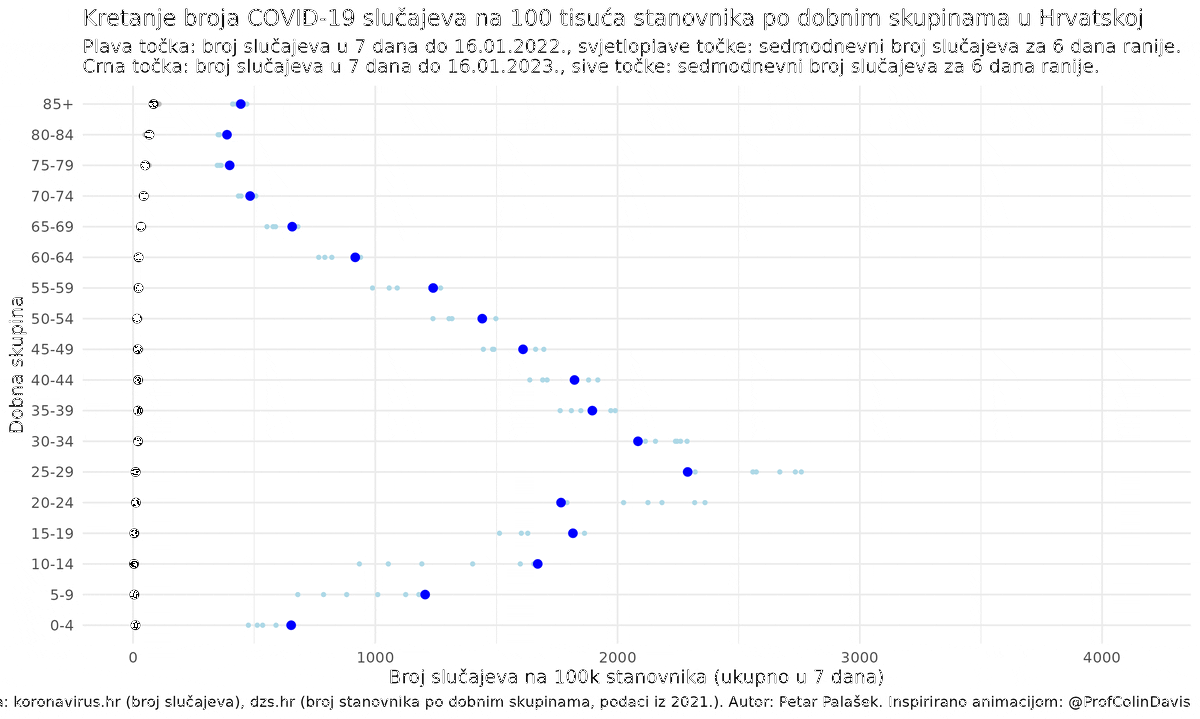 Kretanje broja COVID-19 slučajeva na 100 tisuća stanovnika po dobnim skupinama u Hrvatskoj
Plava točka: broj slučajeva u 7 dana do 16.01.2022., svjetloplave točke: sedmodnevni broj slučajeva za 6 dana ranije.
Crna točka: broj slučajeva u 7 dana do 16.01.2023., sive točke: sedmodnevni broj slučajeva za 6 dana ranije.
Dobna skupina
85+
80-84
75-79
70-74
65-69
60-64
55-59
50-54
45-49
40-44
35-39
30-34
25-29
20-24
15-19
10-14
5-9
0-4
0 1000 2000 3000 4000
Broj slučajeva na 100k stanovnika (ukupno u 7 dana)
a: koronavirus.hr (broj slučajeva), dzs.hr (broj stanovnika po dobnim skupinama, podaci iz 2021.). Autor: Petar Palašek. Inspirirano animacijom: @ProfColinDavis